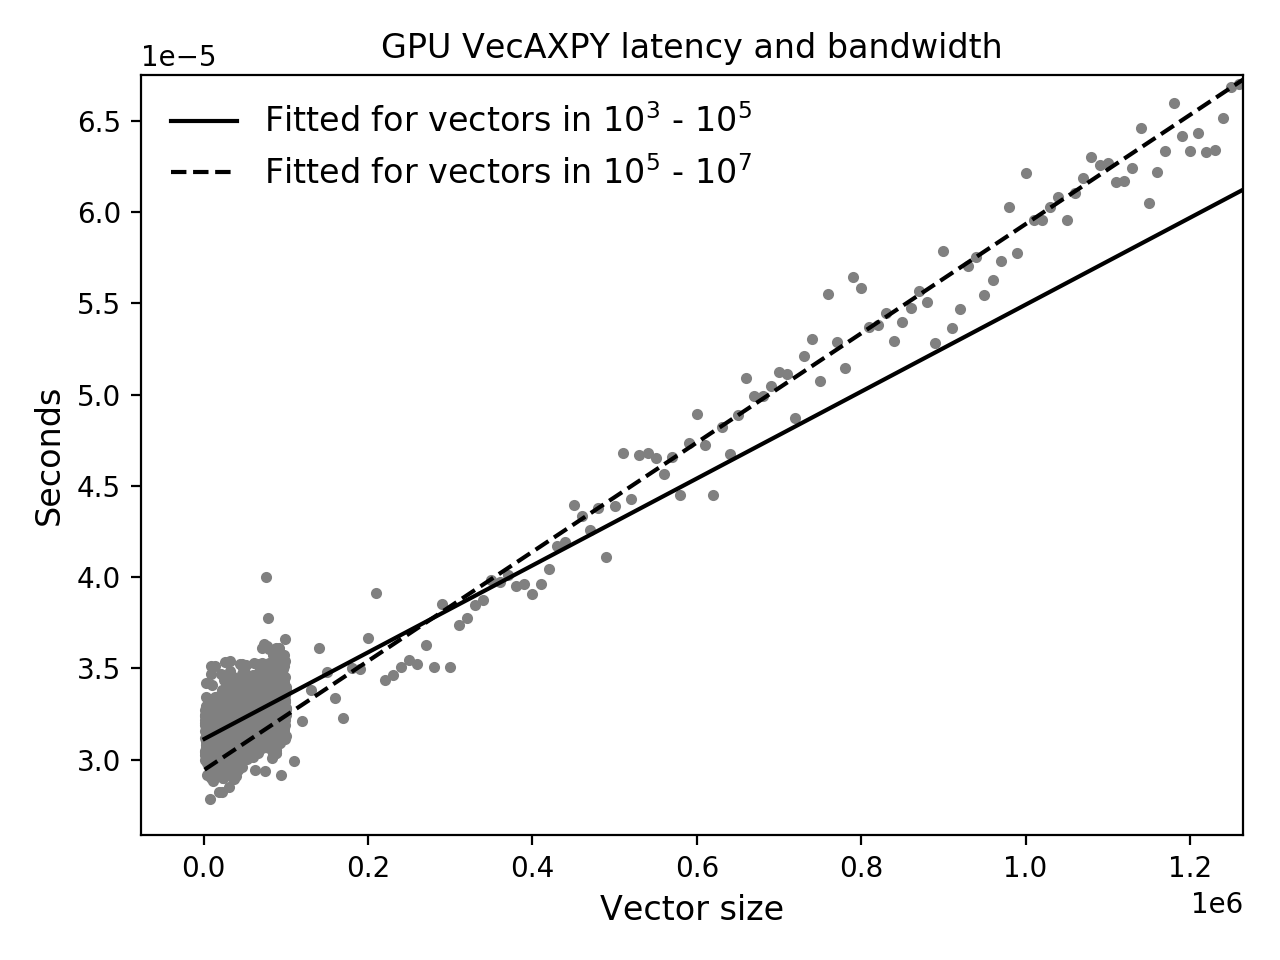 GPU VecAXPY latency and bandwidth
1e−5
Fitted for vectors in 10³ - 10⁵
Fitted for vectors in 10⁵ - 10⁷
6.5
6.0
5.5
5.0
4.5
4.0
3.5
3.0
Seconds
0.0 0.2 0.4 0.6 0.8 1.0 1.2
1e6
Vector size